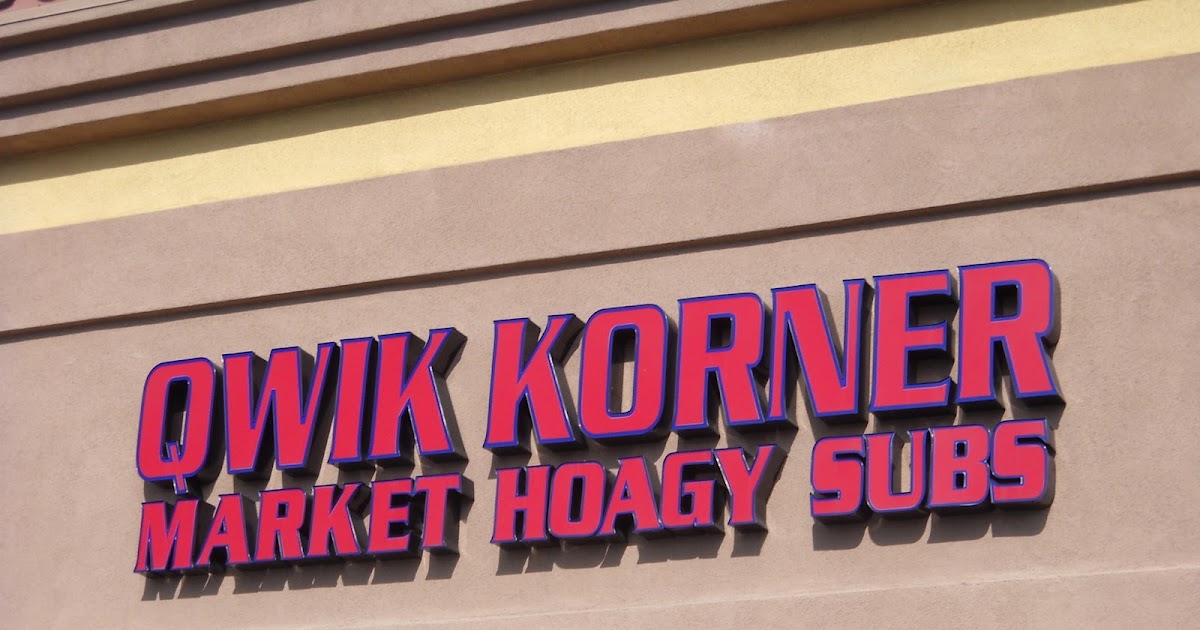 QWIK KORNER
MARKET HOAGY SUBS